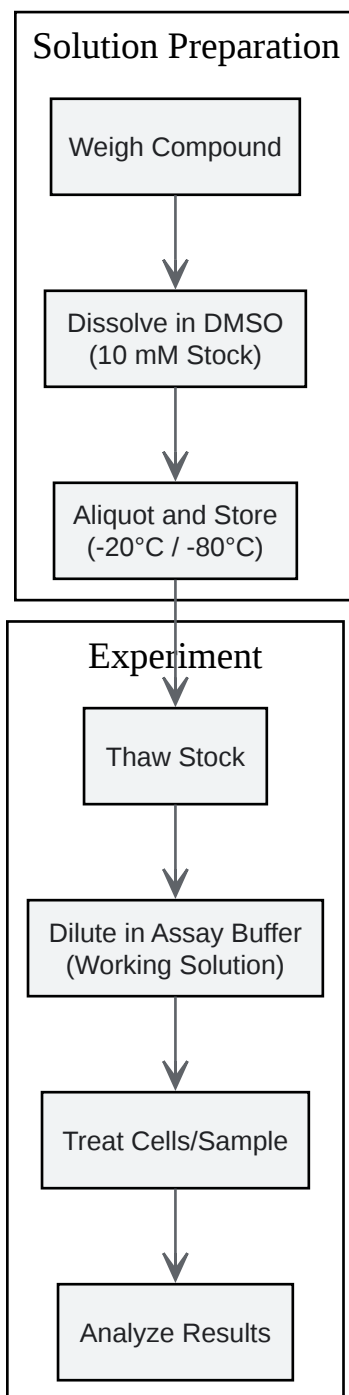 Solution Preparation
Weigh Compound
Dissolve in DMSO
(10 mM Stock)
Aliquot and Store
(-20°C / -80°C)
Experiment
Thaw Stock
Dilute in Assay Buffer
(Working Solution)
Treat Cells/Sample
Analyze Results